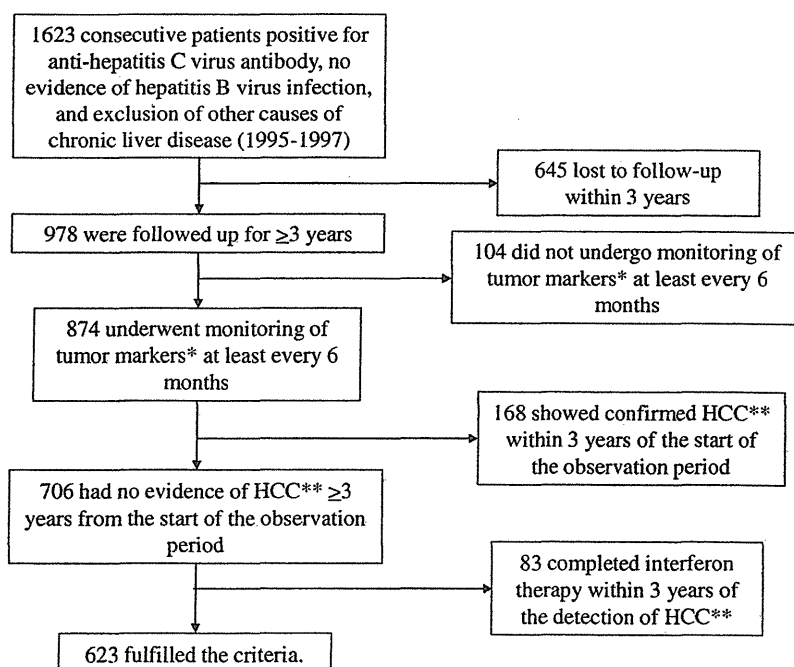 1623 consecutive patients positive for
anti-hepatitis C virus antibody, no
evidence of hepatitis B virus infection,
and exclusion of other causes of
chronic liver disease (1995-1997)
645 lost to follow-up
within 3 years
978 were followed up for ≥3 years
104 did not undergo monitoring of
tumor markers* at least every 6
months
874 underwent monitoring of
tumor markers* at least every 6
months
168 showed confirmed HCC**
within 3 years of the start of
the observation period
706 had no evidence of HCC** ≥3
years from the start of the observation
period
83 completed interferon
therapy within 3 years of
the detection of HCC**
623 fulfilled the criteria.